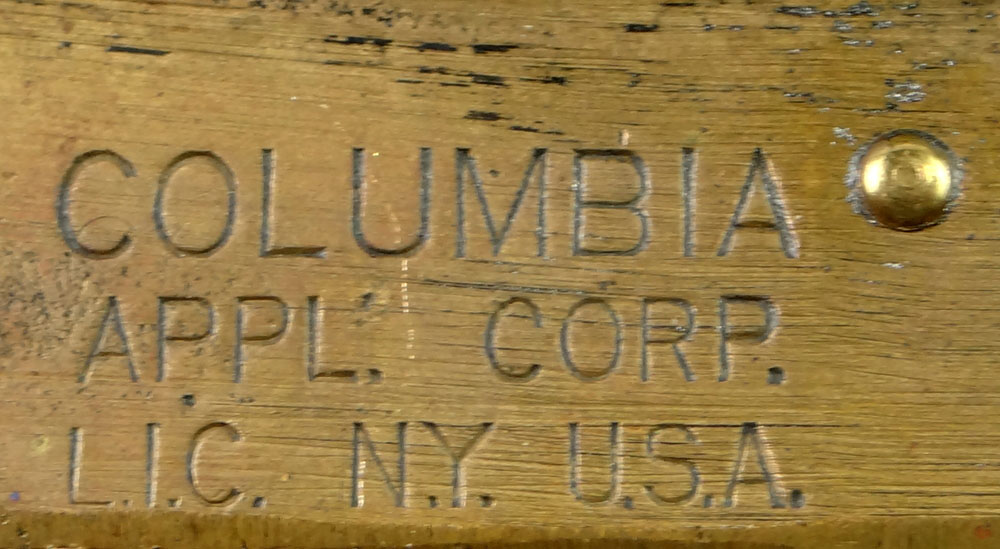 COLUMBIA
APPL'. CORP.
L.I.C. N.Y. U.S.A.